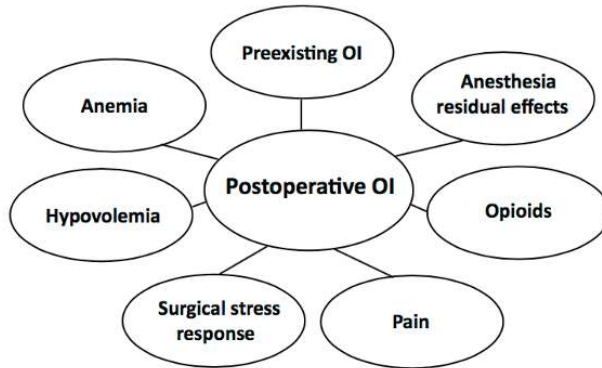 Preexisting OI
Anesthesia
residual effects
Anemia
Postoperative OI
Hypovolemia
Opioids
Surgical stress
response
Pain